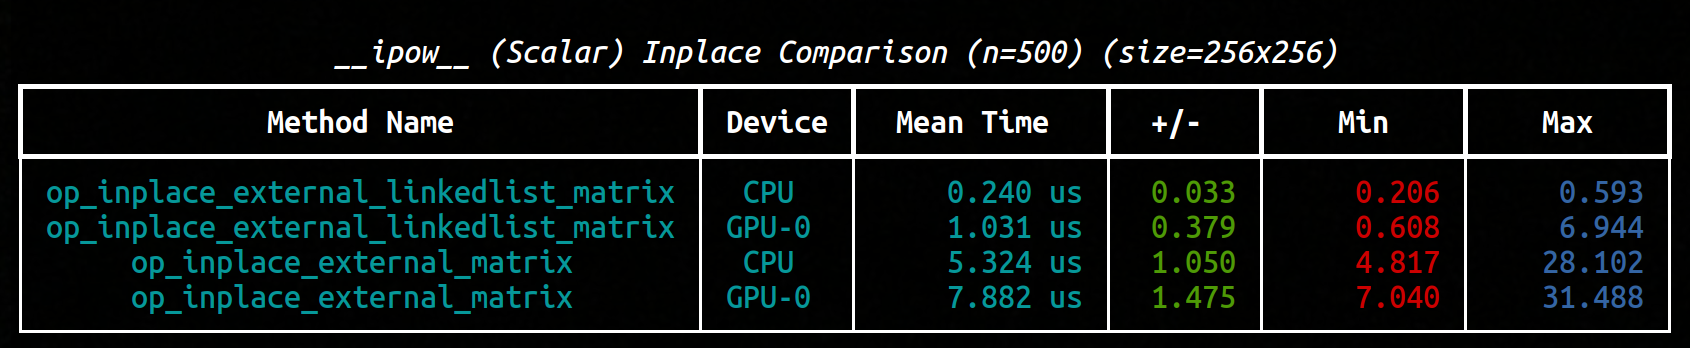 __ipow__ (Scalar) Inplace Comparison (n=500) (size=256x256)
Method Name Device Mean Time +/- Min Max
op_inplace_external_linkedlist_matrix CPU 0.240 us 0.033 0.206 0.593
op_inplace_external_linkedlist_matrix GPU-0 1.031 us 0.379 0.608 6.944
op_inplace_external_matrix CPU 5.324 us 1.050 4.817 28.102
op_inplace_external_matrix GPU-0 7.882 us 1.475 7.040 31.488